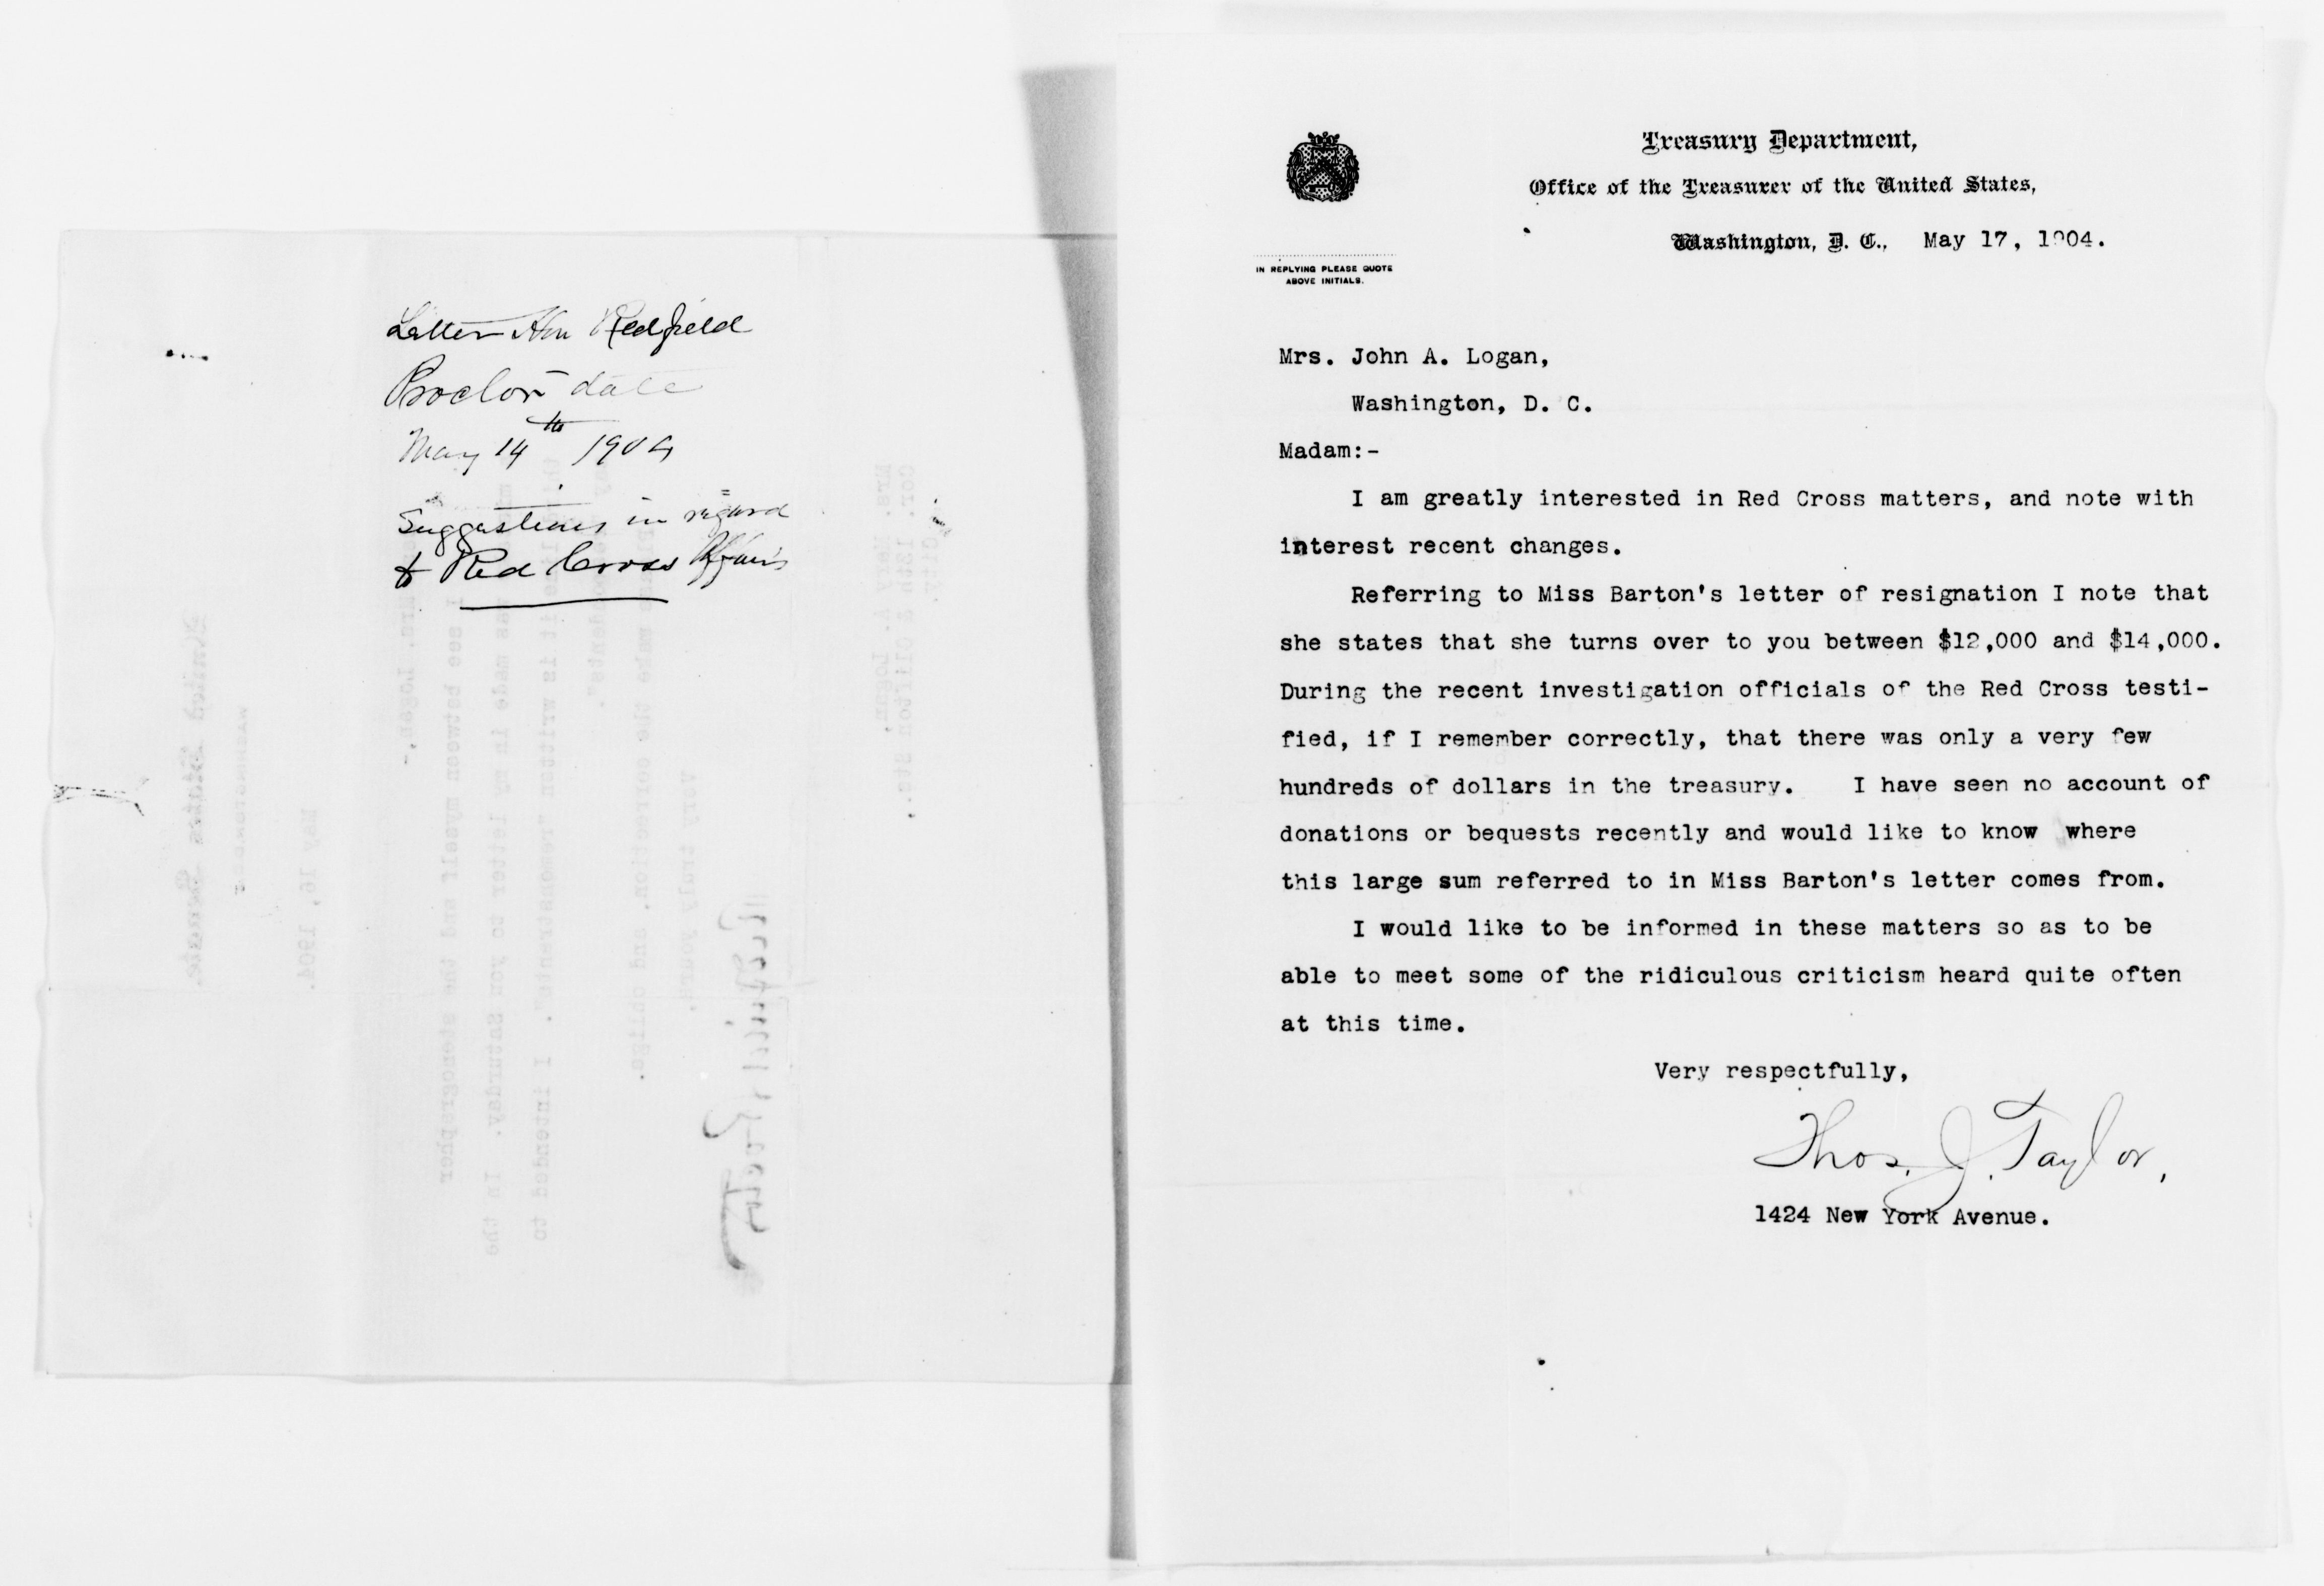 Letter Hon Redfield
Proctor date
May 14th 1904
Suggestions in regard
to Red Cross Affairs
Treasury Department,
Office of the Treasurer of the United States,
Washington, D. C., May 17, 1904.
IN REPLYING PLEASE QUOTE
ABOVE INITIALS.
Mrs. John A. Logan,
Washington, D. C.
Madam:-
I am greatly interested in Red Cross matters, and note with
interest recent changes.
Referring to Miss Barton's letter of resignation I note that
she states that she turns over to you between $12,000 and $14,000.
During the recent investigation officials of the Red Cross testi-
fied, if I remember correctly, that there was only a very few
hundreds of dollars in the treasury. I have seen no account of
donations or bequests recently and would like to know where
this large sum referred to in Miss Barton's letter comes from.
I would like to be informed in these matters so as to be
able to meet some of the ridiculous criticism heard quite often
at this time.
Very respectfully,
Thos. J. Taylor,
1424 New York Avenue.